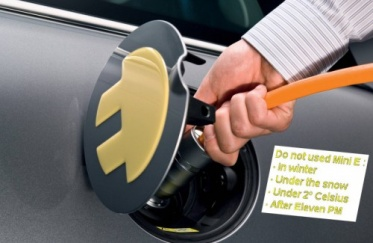 Do not used Mini E :
- In winter
- Under the snow
- Under 2° Celsius
- After Eleven PM